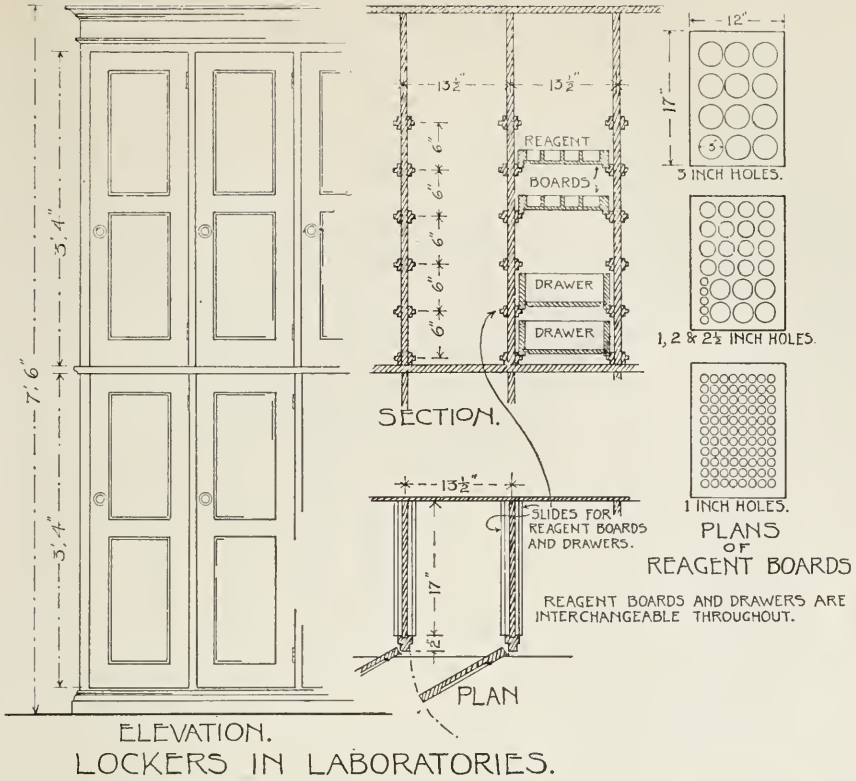 7', 6"
3', 4"
3', 4"
ELEVATION.
LOCKERS IN LABORATORIES.
13½" 13½"
6"
6"
6"
6"
6"
REAGENT
BOARDS
DRAWER
DRAWER
SECTION.
13½"
17"
2"
SLIDES FOR
REAGENT BOARDS
AND DRAWERS.
PLAN
12"
17"
3"
3 INCH HOLES.
1, 2 & 2½ INCH HOLES.
1 INCH HOLES.
PLANS
OF
REAGENT BOARDS
REAGENT BOARDS AND DRAWERS ARE
INTERCHANGEABLE THROUGHOUT.